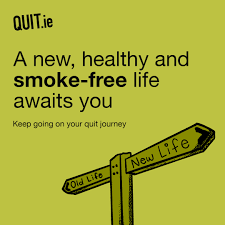 QUIT.ie
A new, healthy and
smoke-free life
awaits you
Keep going on your quit journey
Old Life
New Life